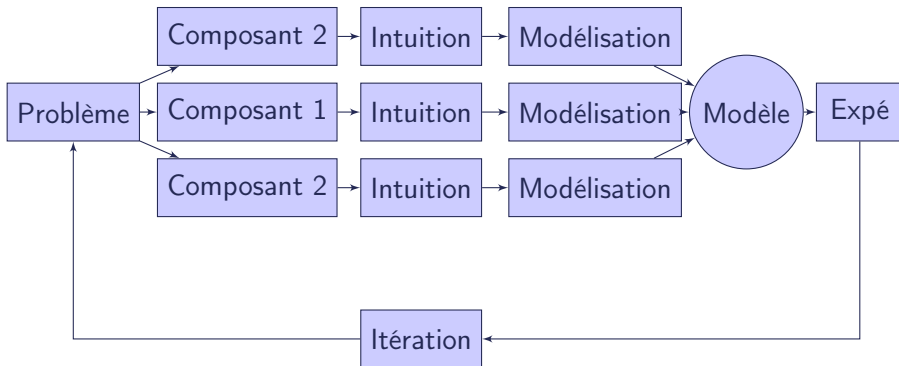 Composant 2
Intuition
Modélisation
Problème
Composant 1
Intuition
Modélisation
Modèle
Expé
Composant 2
Intuition
Modélisation
Itération